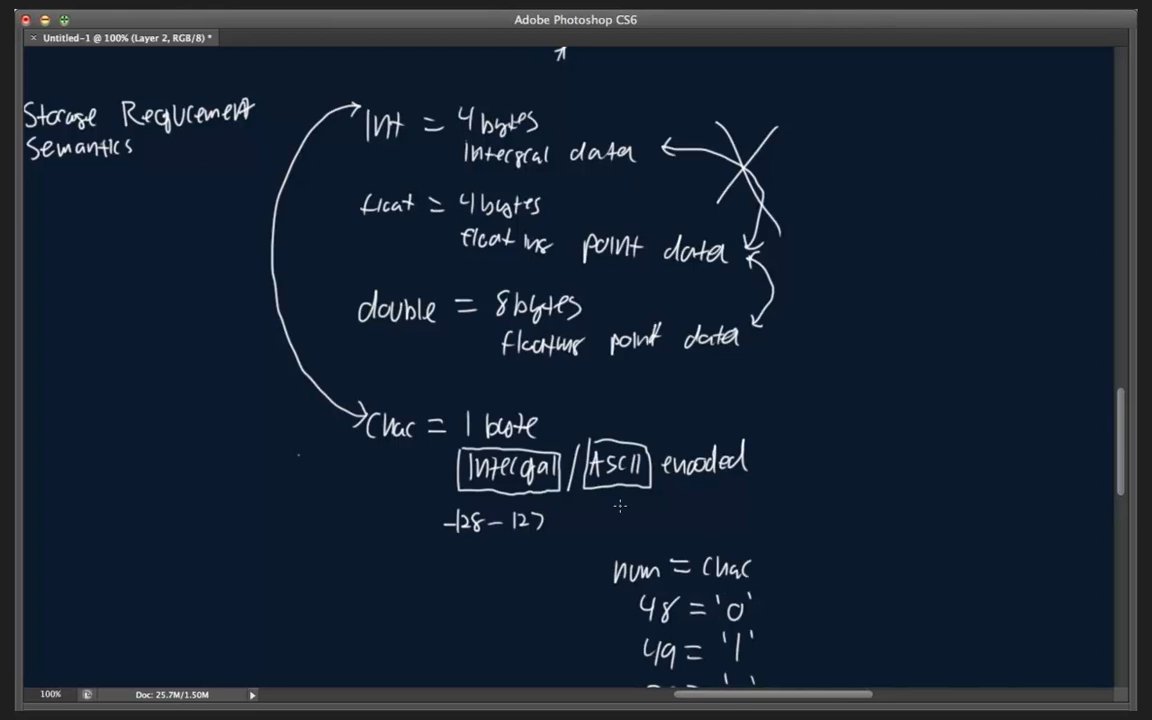 Adobe Photoshop CS6
Untitled-1 @ 100% (Layer 2, RGB/8) *
Storage Requirement
Semantics
Int = 4 bytes
Intergral data
float = 4 bytes
floating point data
double = 8 bytes
floating point data
Char = 1 byte
Intergal / ASCII encoded
-128 - 127
num = char
48 = '0'
49 = '1'
100%
Doc: 25.7M/1.50M